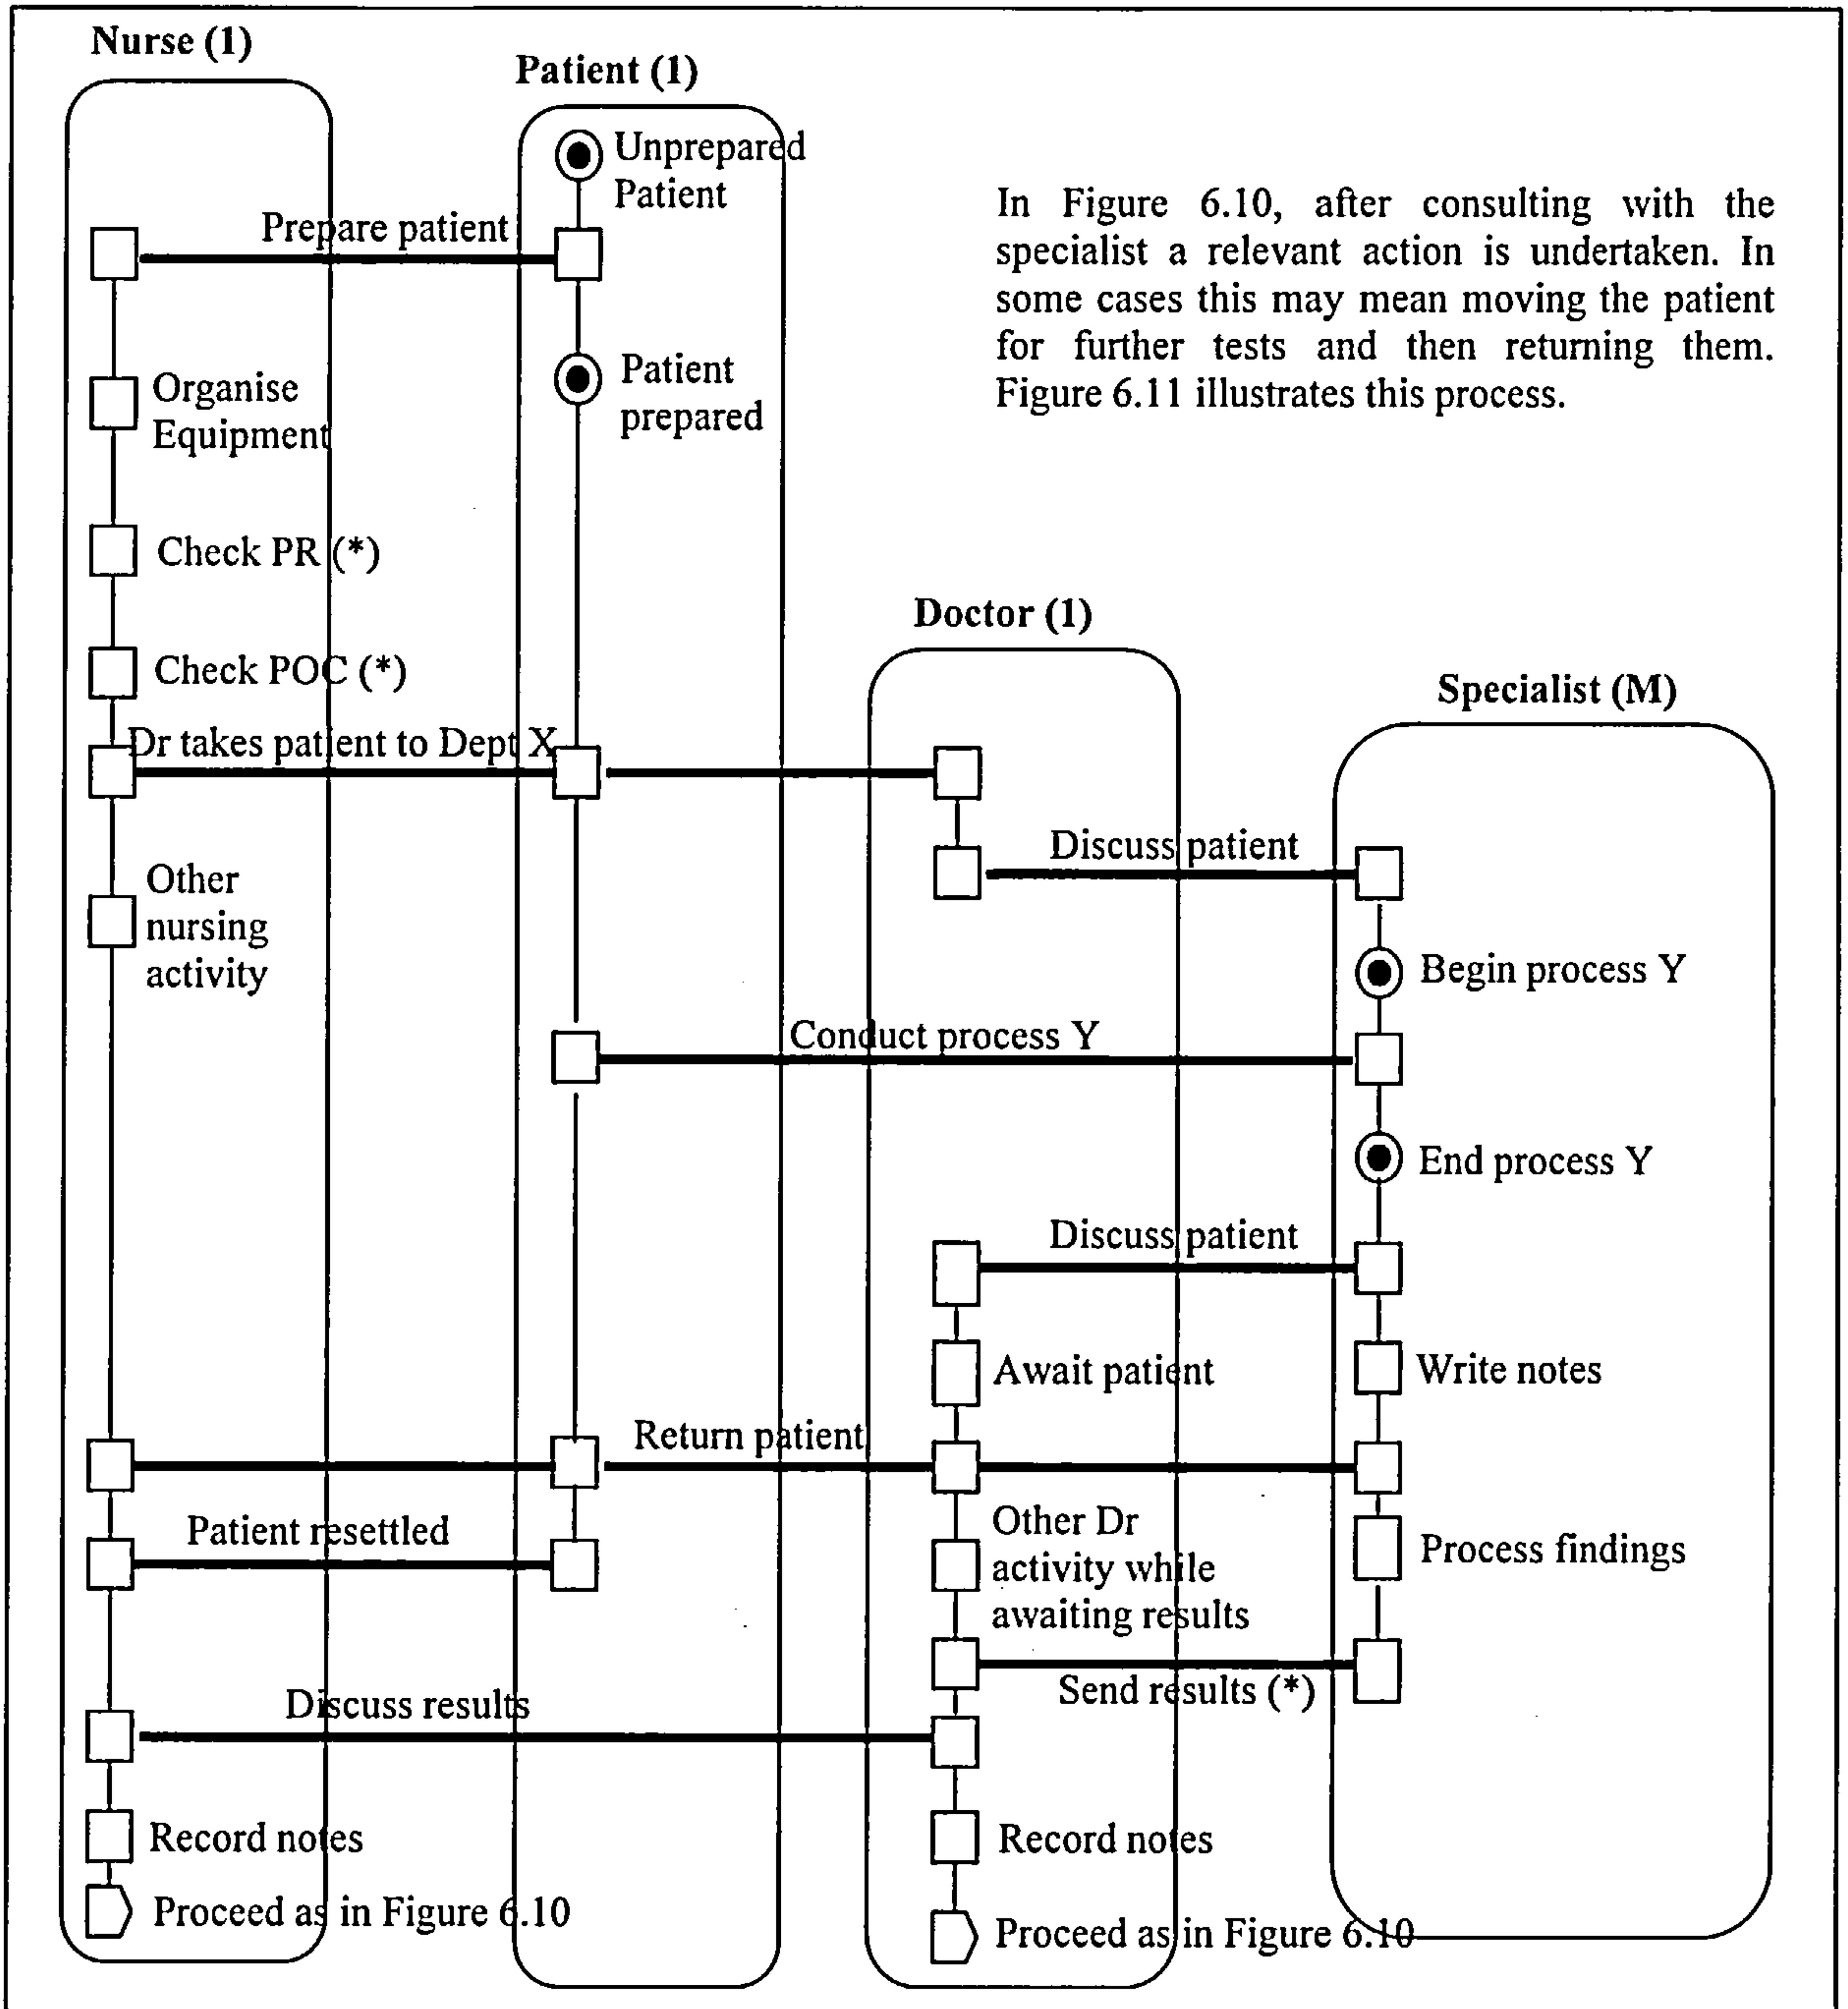 Nurse (1)
Patient (1)
Unprepared
Patient
In Figure 6.10, after consulting with the
specialist a relevant action is undertaken. In
some cases this may mean moving the patient
for further tests and then returning them.
Figure 6.11 illustrates this process.
Prepare patient
Organise
Equipment
Patient
prepared
Check PR (*)
Check POC (*)
Doctor (1)
Specialist (M)
Dr takes patient to Dept X
Discuss patient
Other
nursing
activity
Begin process Y
Conduct process Y
End process Y
Discuss patient
Await patient
Write notes
Return patient
Patient resettled
Other Dr
activity while
awaiting results
Process findings
Send results (*)
Discuss results
Record notes
Record notes
Proceed as in Figure 6.10
Proceed as in Figure 6.10